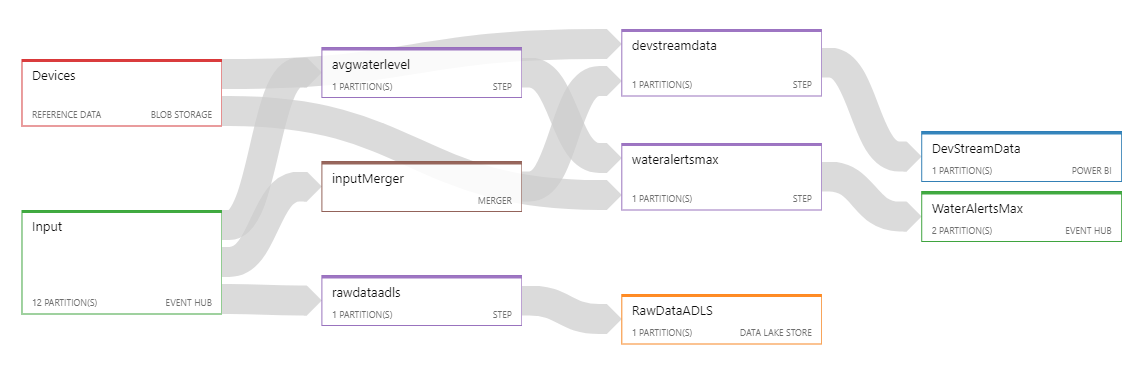 Devices
REFERENCE DATA BLOB STORAGE
Input
12 PARTITION(S) EVENT HUB
avgwaterlevel
1 PARTITION(S) STEP
inputMerger
MERGER
rawdataadls
1 PARTITION(S) STEP
devstreamdata
1 PARTITION(S) STEP
wateralertsmax
1 PARTITION(S) STEP
RawDataADLS
1 PARTITION(S) DATA LAKE STORE
DevStreamData
1 PARTITION(S) POWER BI
WaterAlertsMax
2 PARTITION(S) EVENT HUB